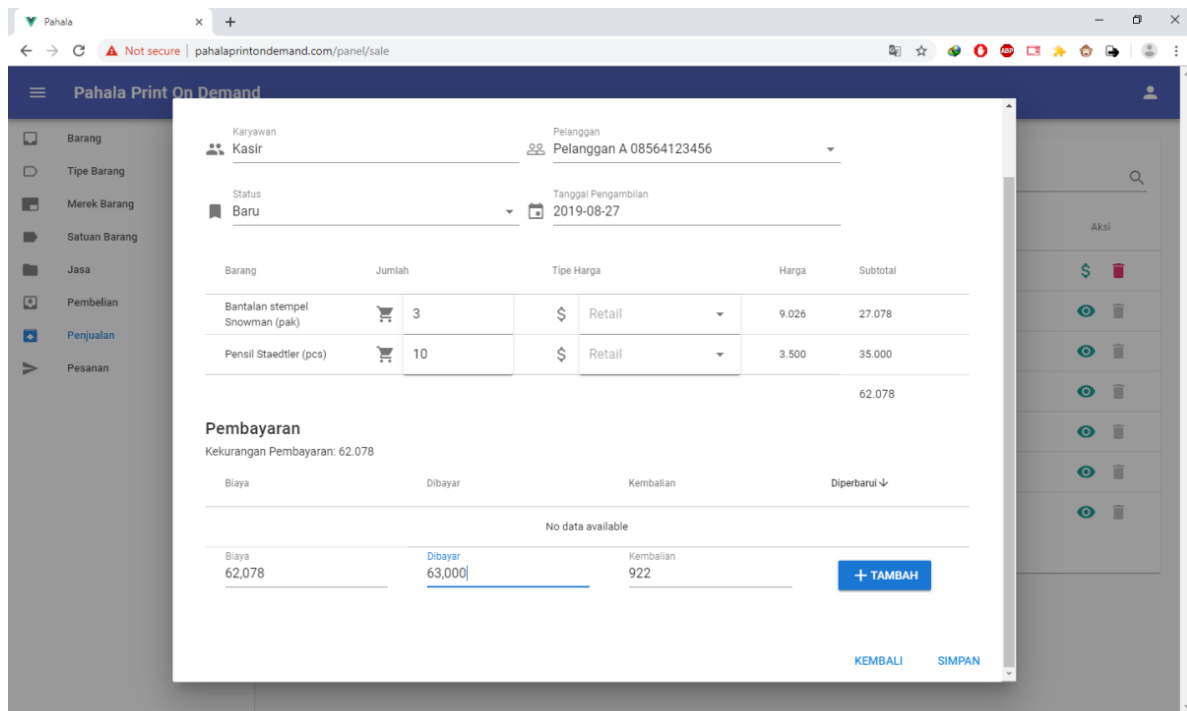 Pahala
Not secure | pahalaprintondemand.com/panel/sale
ABP
Pahala Print On Demand
Barang
Tipe Barang
Merek Barang
Satuan Barang
Jasa
Pembelian
Penjualan
Pesanan
Aksi
Karyawan
Kasir
Pelanggan
Pelanggan A 08564123456
Status
Baru
Tanggal Pengambilan
2019-08-27
Barang Jumlah Tipe Harga Harga Subtotal
Bantalan stempel
Snowman (pak)
3 $ Retail 9.026 27.078
Pensil Staedtler (pcs) 10 $ Retail 3.500 35.000
62.078
Pembayaran
Kekurangan Pembayaran: 62.078
Biaya Dibayar Kembalian Diperbarui
No data available
Biaya Dibayar Kembalian
62,078 63,000 922
+ TAMBAH
KEMBALI SIMPAN